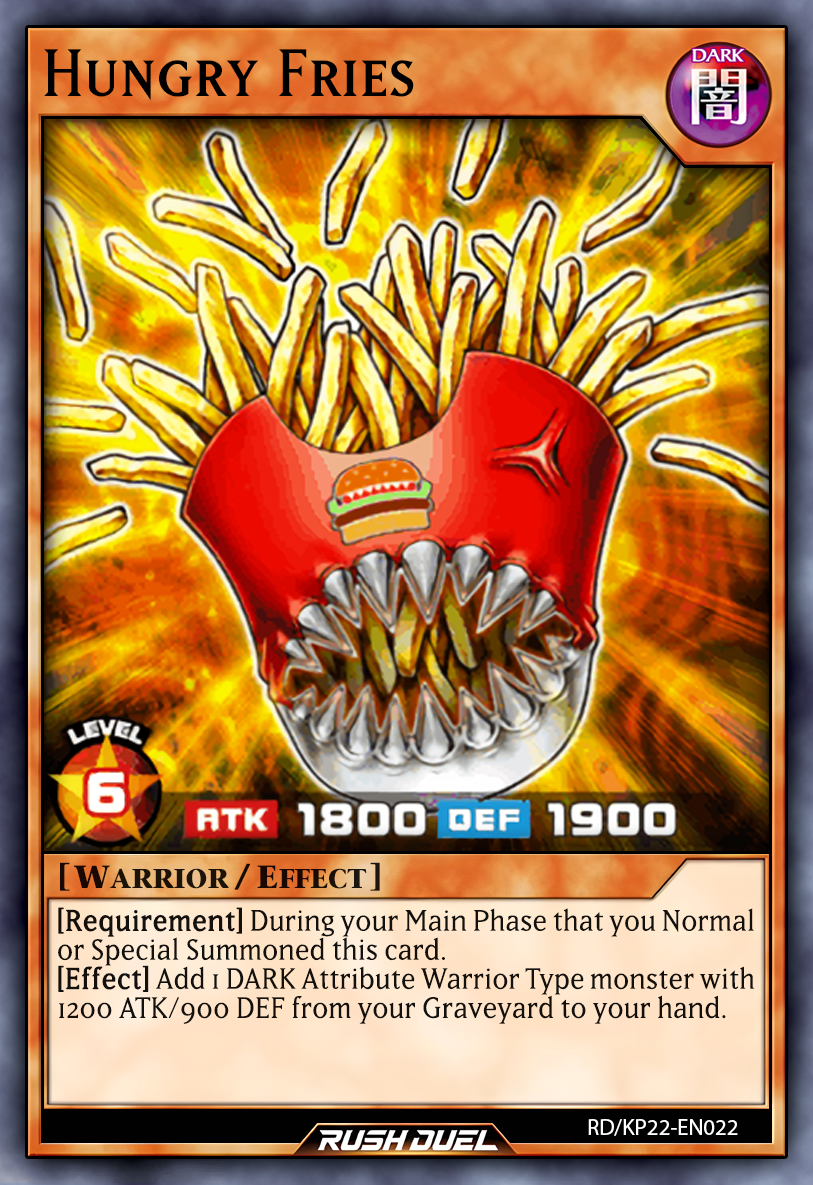 Hungry Fries
DARK
闇
LEVEL
6
ATK 1800 DEF 1900
[Warrior / Effect]
[Requirement] During your Main Phase that you Normal
or Special Summoned this card.
[Effect] Add 1 DARK Attribute Warrior Type monster with
1200 ATK/900 DEF from your Graveyard to your hand.
RD/KP22-EN022
RUSH DUEL